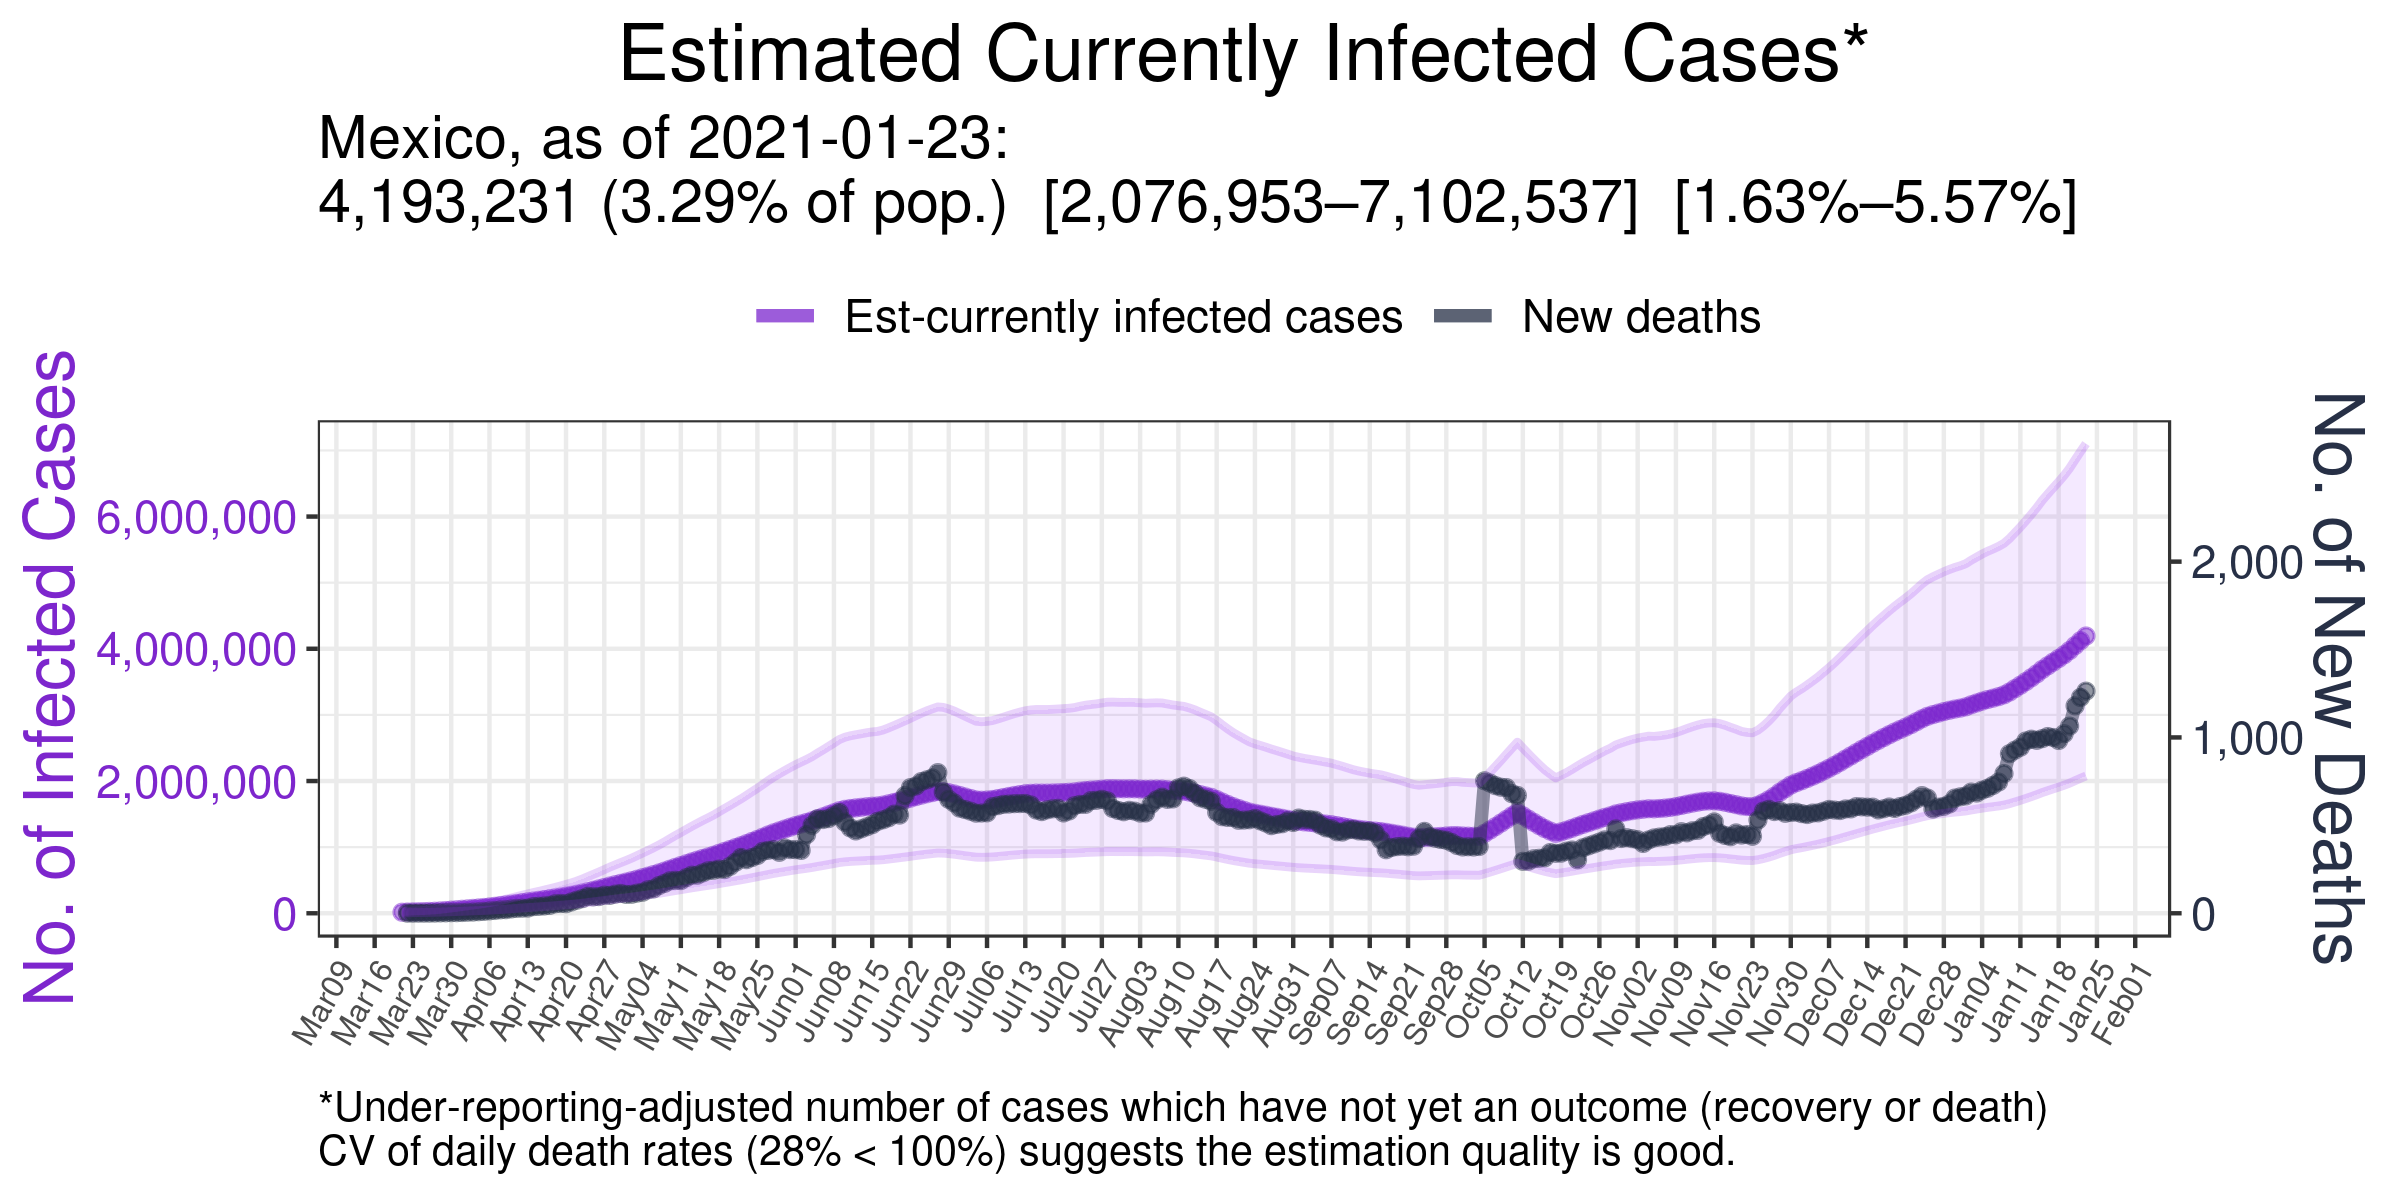 Estimated Currently Infected Cases*
Mexico, as of 2021-01-23:
4,193,231 (3.29% of pop.)  [2,076,953–7,102,537]  [1.63%–5.57%]
Est-currently infected cases
New deaths
No. of Infected Cases
6,000,000
4,000,000
2,000,000
0
2,000
1,000
0
No. of New Deaths
Mar09
Mar16
Mar23
Mar30
Apr06
Apr13
Apr20
Apr27
May04
May11
May18
May25
Jun01
Jun08
Jun15
Jun22
Jun29
Jul06
Jul13
Jul20
Jul27
Aug03
Aug10
Aug17
Aug24
Aug31
Sep07
Sep14
Sep21
Sep28
Oct05
Oct12
Oct19
Oct26
Nov02
Nov09
Nov16
Nov23
Nov30
Dec07
Dec14
Dec21
Dec28
Jan04
Jan11
Jan18
Jan25
Feb01
*Under-reporting-adjusted number of cases which have not yet an outcome (recovery or death)
CV of daily death rates (28% < 100%) suggests the estimation quality is good.